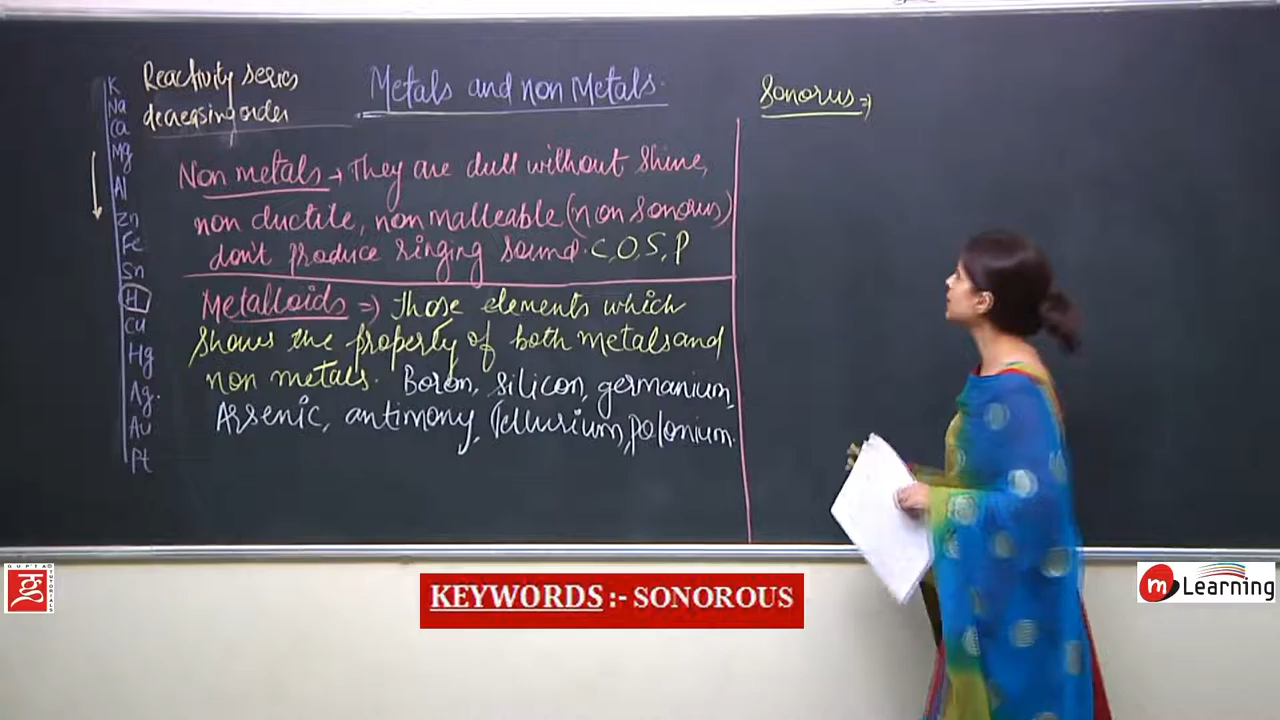 K
Na
Ca
Mg
Al
Zn
Fe
Sn
H
Cu
Hg
Ag.
Au
Pt
Reactivity series
decreasing order
Metals and non Metals.
Non metals → They are dull without shine,
non ductile, non malleable (non sonorus)
don't produce ringing sound. C, O, S, P
Metalloids ⇒ Those elements which
shows the property of both metals and
non metals. Boron, silicon, germanium,
Arsenic, antimony, Tellurium, polonium.
Sonorus ⇒
GUPTA
TUTORIALS
KEYWORDS :- SONOROUS
m Learning